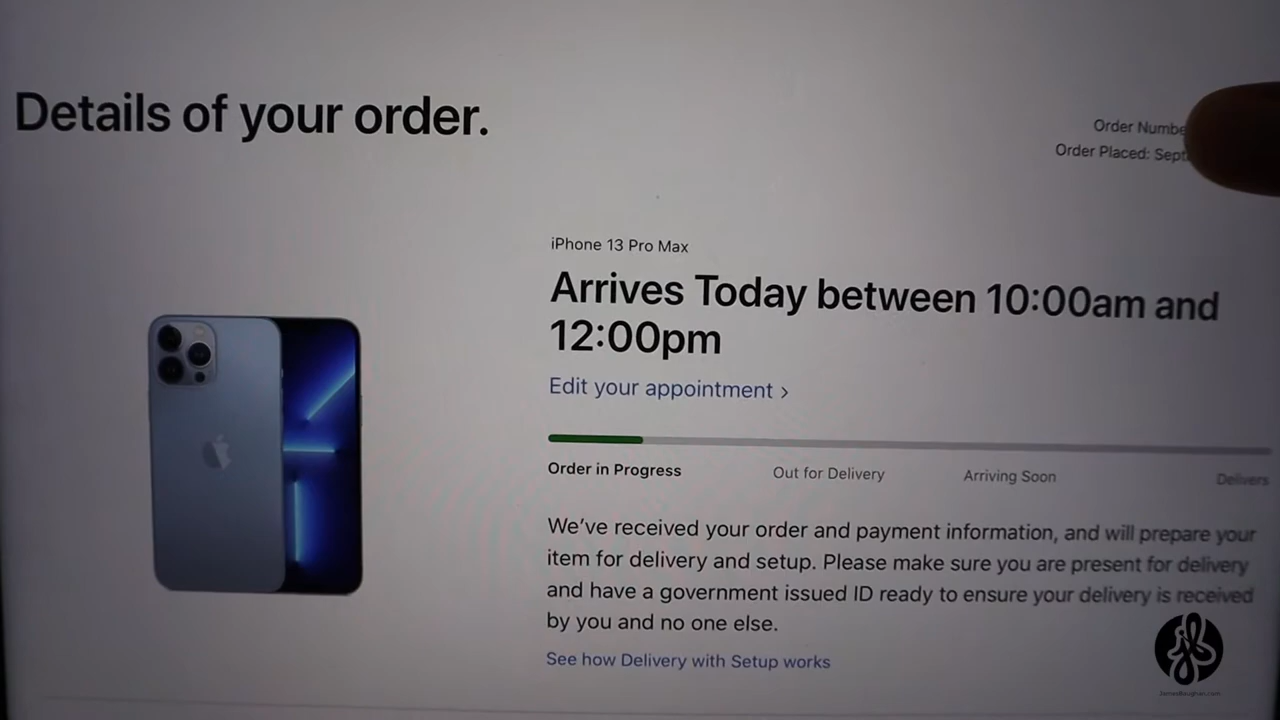 Details of your order.
Order Numbe
Order Placed: Sept
iPhone 13 Pro Max
Arrives Today between 10:00am and
12:00pm
Edit your appointment >
Order in Progress
Out for Delivery
Arriving Soon
Delivers
We've received your order and payment information, and will prepare your
item for delivery and setup. Please make sure you are present for delivery
and have a government issued ID ready to ensure your delivery is received
by you and no one else.
See how Delivery with Setup works